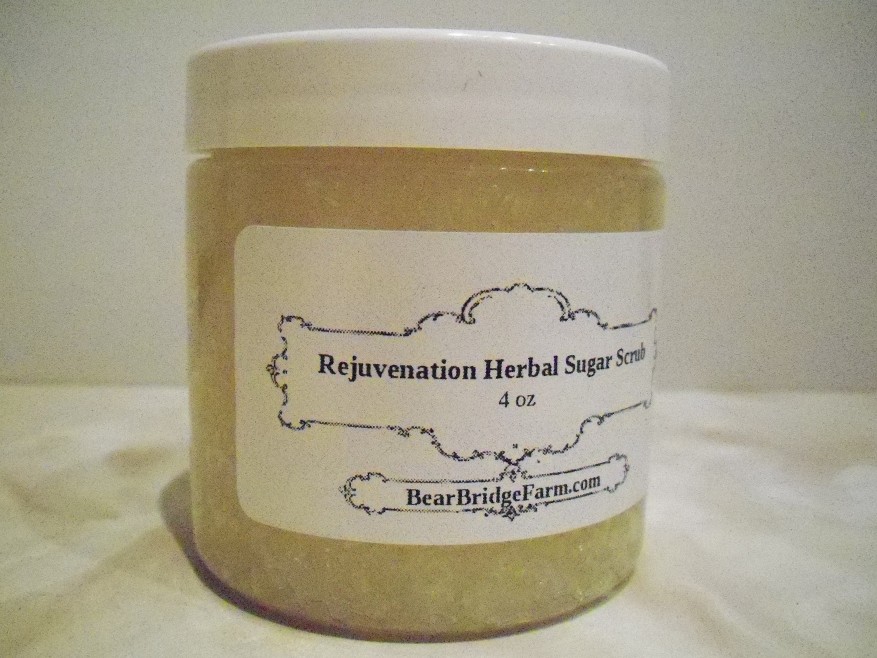 Rejuvenation Herbal Sugar Scrub
4 oz
BearBridgeFarm.com